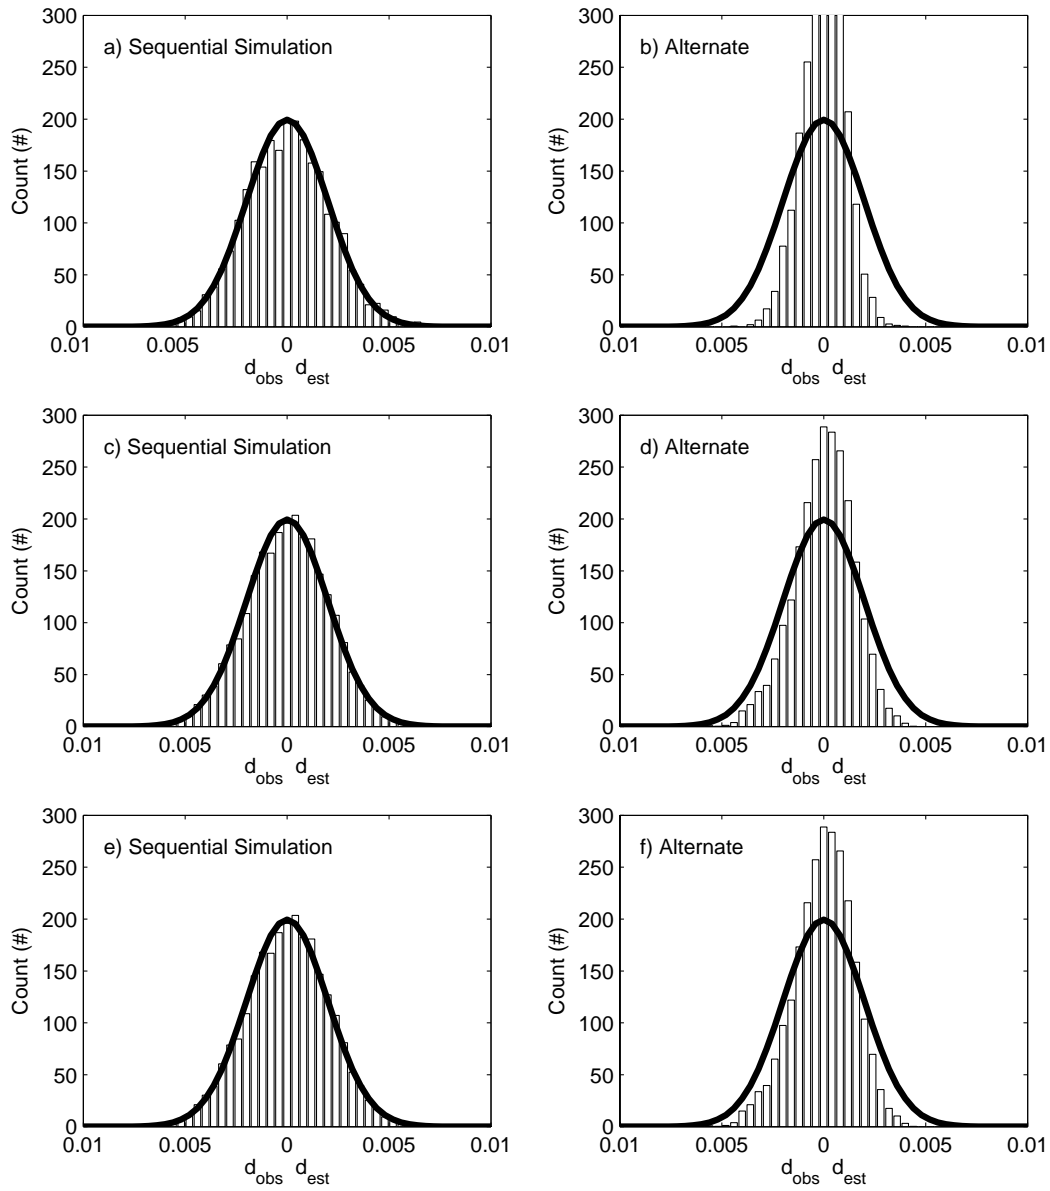 a) Sequential Simulation
300
250
200
150
100
50
0
Count (#)
0.01 0.005 0 0.005 0.01
d_obs d_est
b) Alternate
300
250
200
150
100
50
0
Count (#)
0.01 0.005 0 0.005 0.01
d_obs d_est
c) Sequential Simulation
300
250
200
150
100
50
0
Count (#)
0.01 0.005 0 0.005 0.01
d_obs d_est
d) Alternate
300
250
200
150
100
50
0
Count (#)
0.01 0.005 0 0.005 0.01
d_obs d_est
e) Sequential Simulation
300
250
200
150
100
50
0
Count (#)
0.01 0.005 0 0.005 0.01
d_obs d_est
f) Alternate
300
250
200
150
100
50
0
Count (#)
0.01 0.005 0 0.005 0.01
d_obs d_est